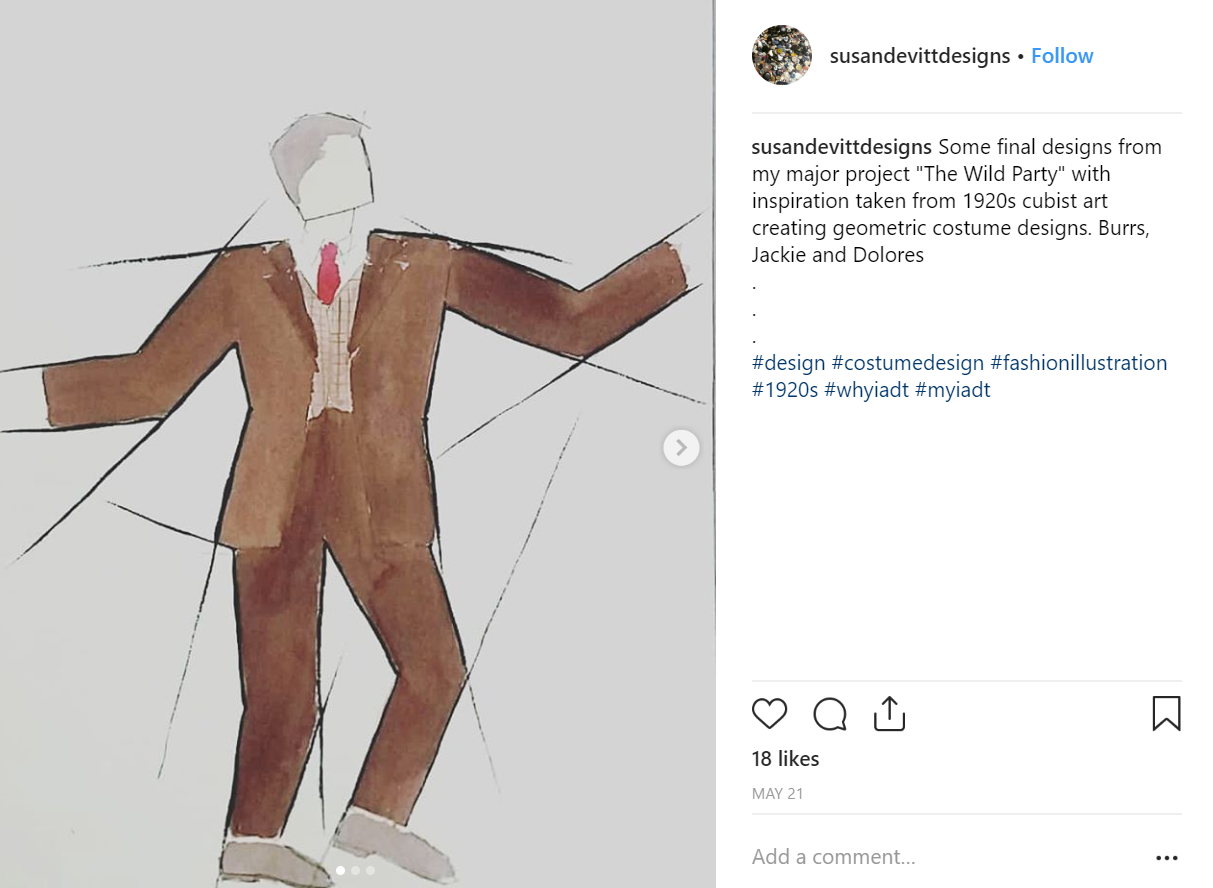 susandevittdesigns • Follow
susandevittdesigns Some final designs from
my major project "The Wild Party" with
inspiration taken from 1920s cubist art
creating geometric costume designs. Burrs,
Jackie and Dolores
.
.
.
#design #costumedesign #fashionillustration
#1920s #whyiadt #myiadt
18 likes
MAY 21
Add a comment...